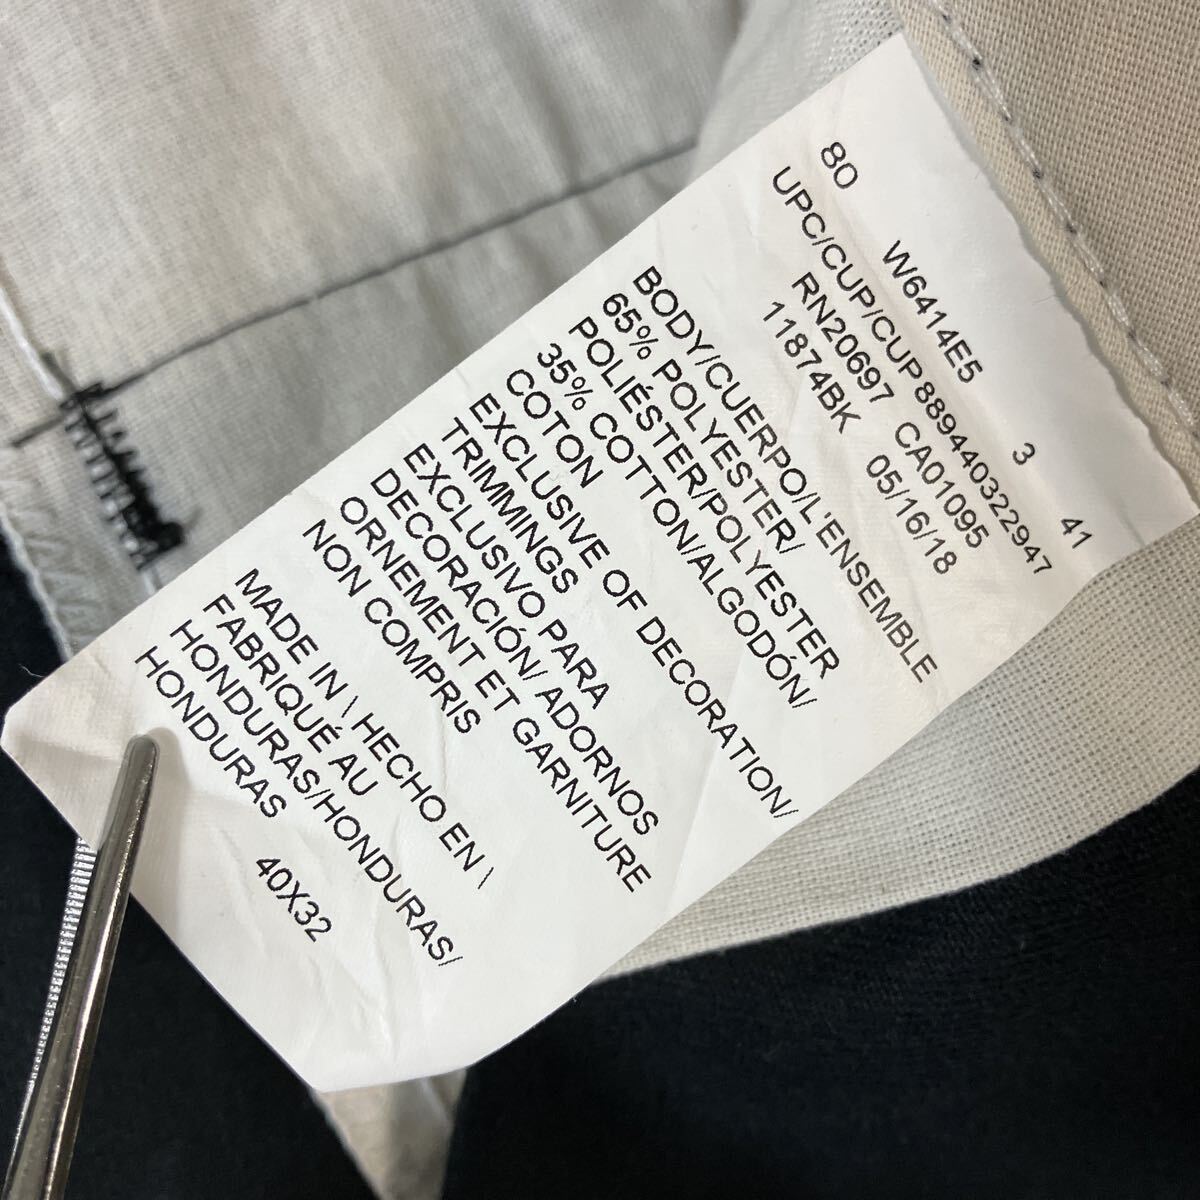 80 W6414E5 3 41
UPC/CUP/CUP 889440322947
RN20697 CA01095
11874BK 05/16/18
BODY/CUERPO/L'ENSEMBLE
65% POLYESTER/
POLIÉSTER/POLYESTER
35% COTTON/ALGODÓN/
COTON
EXCLUSIVE OF DECORATION/
TRIMMINGS
EXCLUSIVO PARA
DECORACIÓN/ ADORNOS
ORNEMENT ET GARNITURE
NON COMPRIS
MADE IN \ HECHO EN \
FABRIQUÉ AU
HONDURAS/HONDURAS/
HONDURAS
40X32